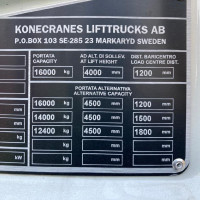 KONECRANES LIFTTRUCKS AB
P.O.BOX 103 SE-285 23 MARKARYD SWEDEN
PORTATA AD ALT. DI SOLLEV. DIST. BARICENTRO
CAPACITY AT LIFT HEIGHT LOAD CENTRE DIST.
16000 kg 4000 mm 1200 mm
PORTATA ALTERNATIVA
ALTERNATIVE CAPACITY
16000 kg 4500 mm 1200 mm
14000 kg 4500 mm 1500 mm
12400 kg 4500 mm 1800 mm
kg kg mm mm
kW kg mm mm